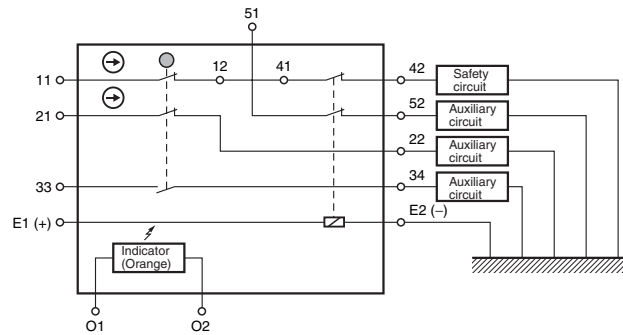 51
11
12
41
42
Safety
circuit
21
52
Auxiliary
circuit
22
Auxiliary
circuit
33
34
Auxiliary
circuit
E1 (+)
E2 (−)
Indicator
(Orange)
O1
O2